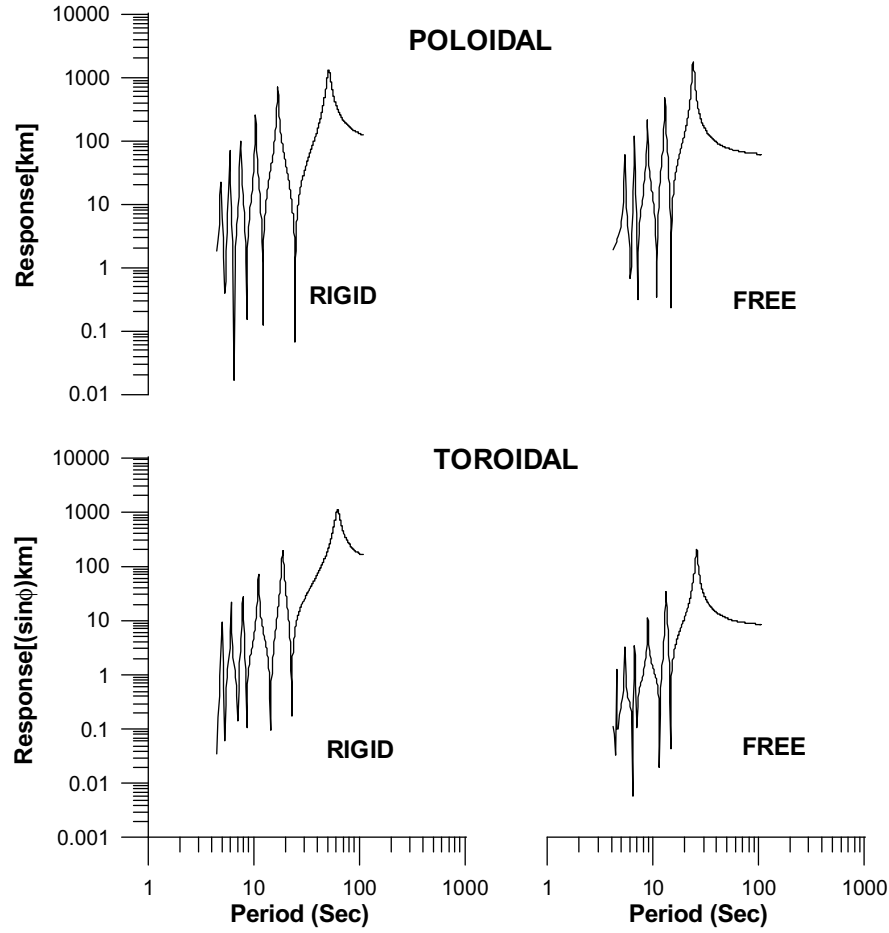 POLOIDAL
Response[km]
10000
1000
100
10
1
0.1
0.01
RIGID
FREE
TOROIDAL
Response[(sinϕ)km]
10000
1000
100
10
1
0.1
0.01
0.001
RIGID
FREE
1 10 100 1000
Period (Sec)
1 10 100 1000
Period (Sec)